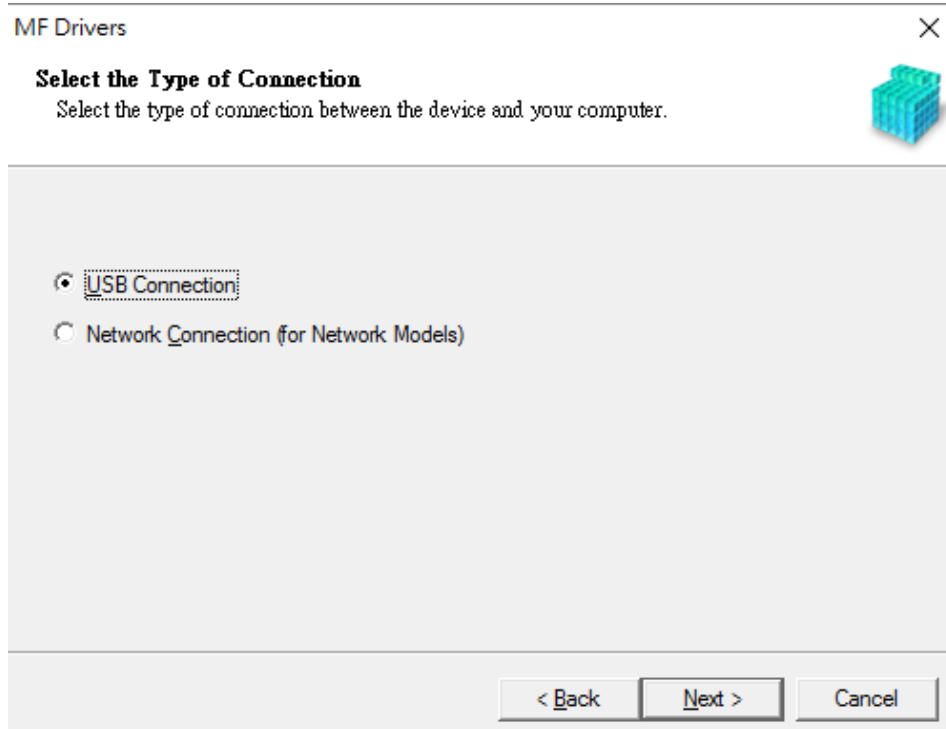 MF Drivers
Select the Type of Connection
Select the type of connection between the device and your computer.
USB Connection
Network Connection (for Network Models)
< Back
Next >
Cancel